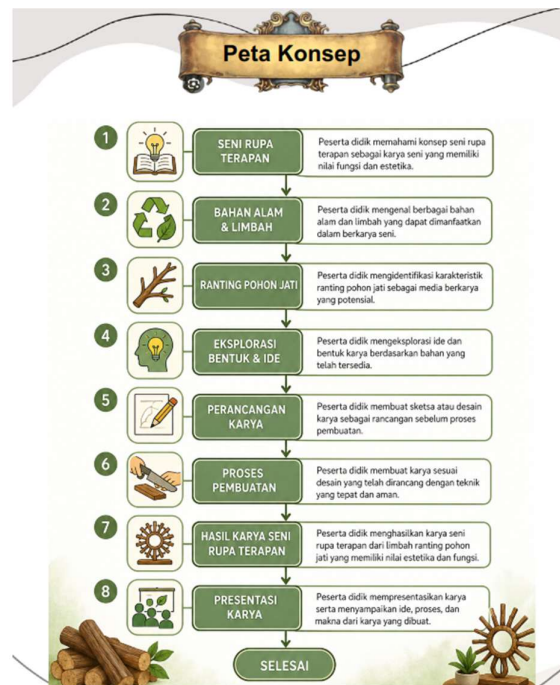 Peta Konsep
1
SENI RUPA
TERAPAN
Peserta didik memahami konsep seni rupa
terapan sebagai karya seni yang memiliki
nilai fungsi dan estetika.
2
BAHAN ALAM
& LIMBAH
Peserta didik mengenal berbagai bahan
alam dan limbah yang dapat dimanfaatkan
dalam berkarya seni.
3
RANTING POHON JATI
Peserta didik mengidentifikasi karakteristik
ranting pohon jati sebagai media berkarya
yang potensial.
4
EKSPLORASI
BENTUK & IDE
Peserta didik mengeksplorasi ide dan
bentuk karya berdasarkan bahan yang
telah tersedia.
5
PERANCANGAN
KARYA
Peserta didik membuat sketsa atau desain
karya sebagai rancangan sebelum proses
pembuatan.
6
PROSES
PEMBUATAN
Peserta didik membuat karya sesuai
desain yang telah dirancang dengan teknik
yang tepat dan aman.
7
HASIL KARYA SENI
RUPA TERAPAN
Peserta didik menghasilkan karya seni
rupa terapan dari limbah ranting pohon
jati yang memiliki nilai estetika dan fungsi.
8
PRESENTASI
KARYA
Peserta didik mempresentasikan karya
serta menyampaikan ide, proses, dan
makna dari karya yang dibuat.
SELESAI